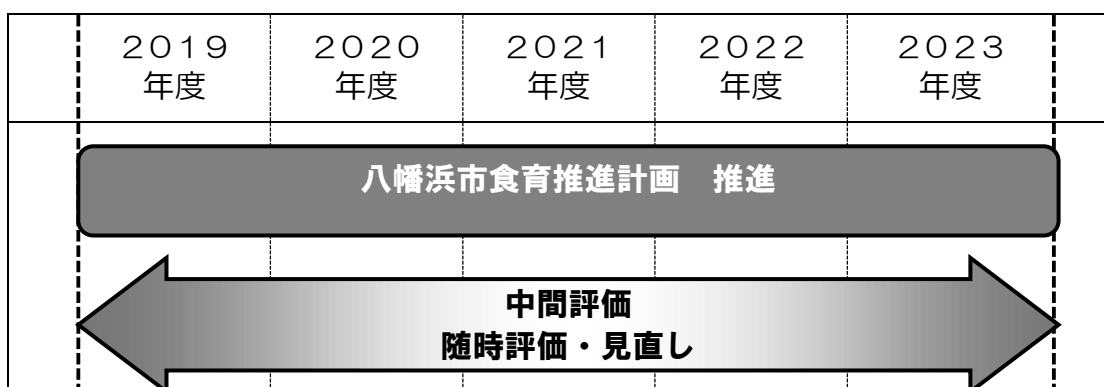 ２０１９
年度
２０２０
年度
２０２１
年度
２０２２
年度
２０２３
年度
八幡浜市食育推進計画　推進
中間評価
随時評価・見直し